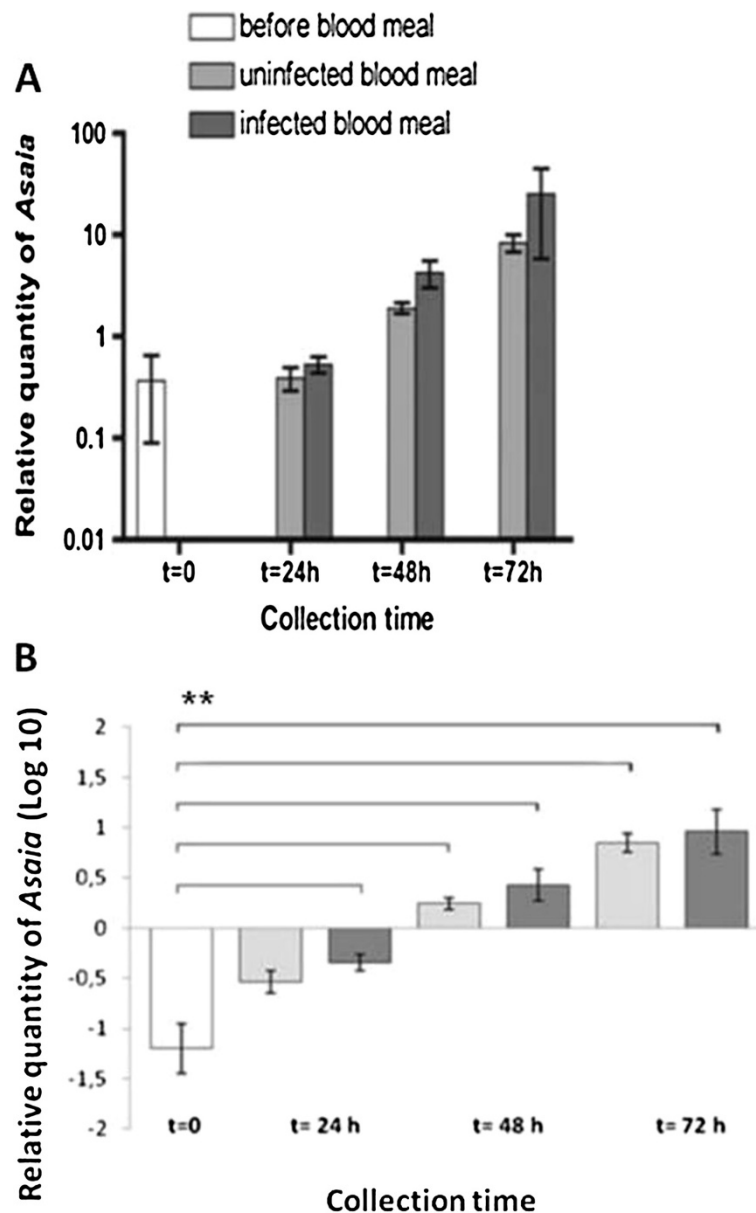 before blood meal
uninfected blood meal
infected blood meal
A
Relative quantity of Asaia
100
10
1
0.1
0.01
t=0 t=24h t=48h t=72h
Collection time
B
**
Relative quantity of Asaia (Log 10)
2
1,5
1
0,5
0
-0,5
-1
-1,5
-2
t=0 t= 24 h t= 48 h t= 72 h
Collection time